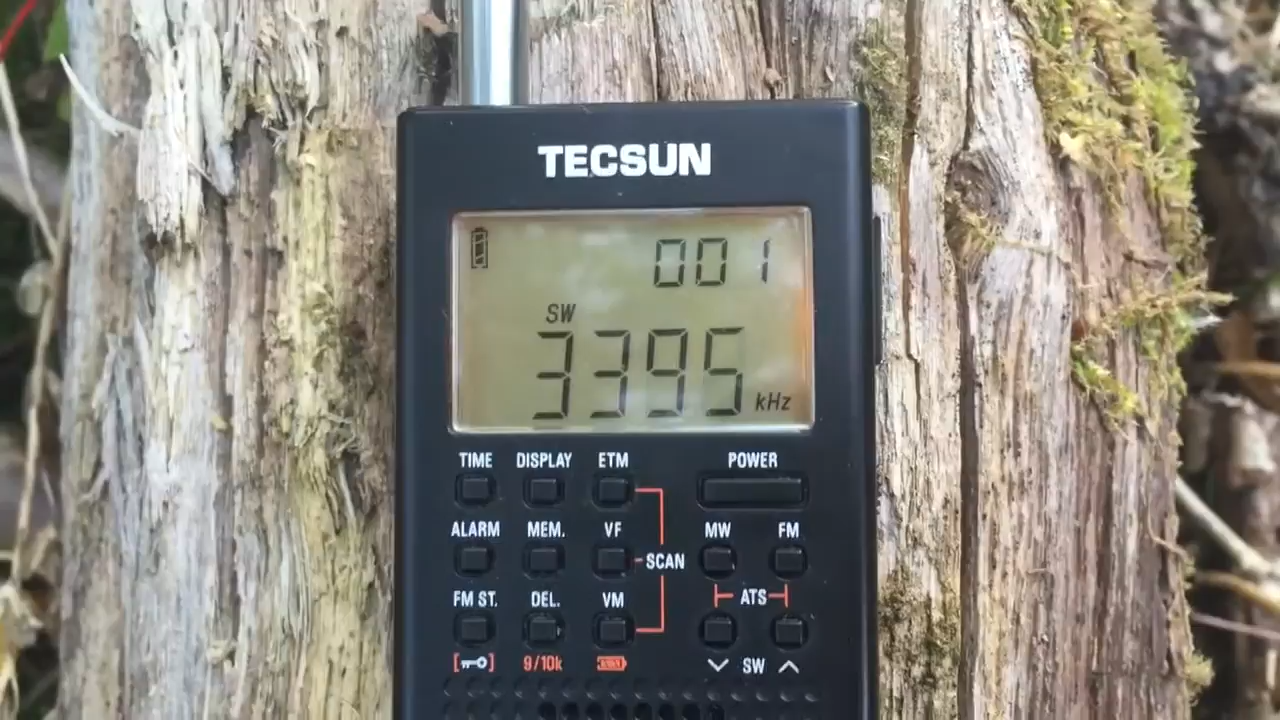 TECSUN
001
SW
3395 kHz
TIME DISPLAY ETM POWER
ALARM MEM. VF MW FM
SCAN
FM ST. DEL. VM ATS
9/10k SW